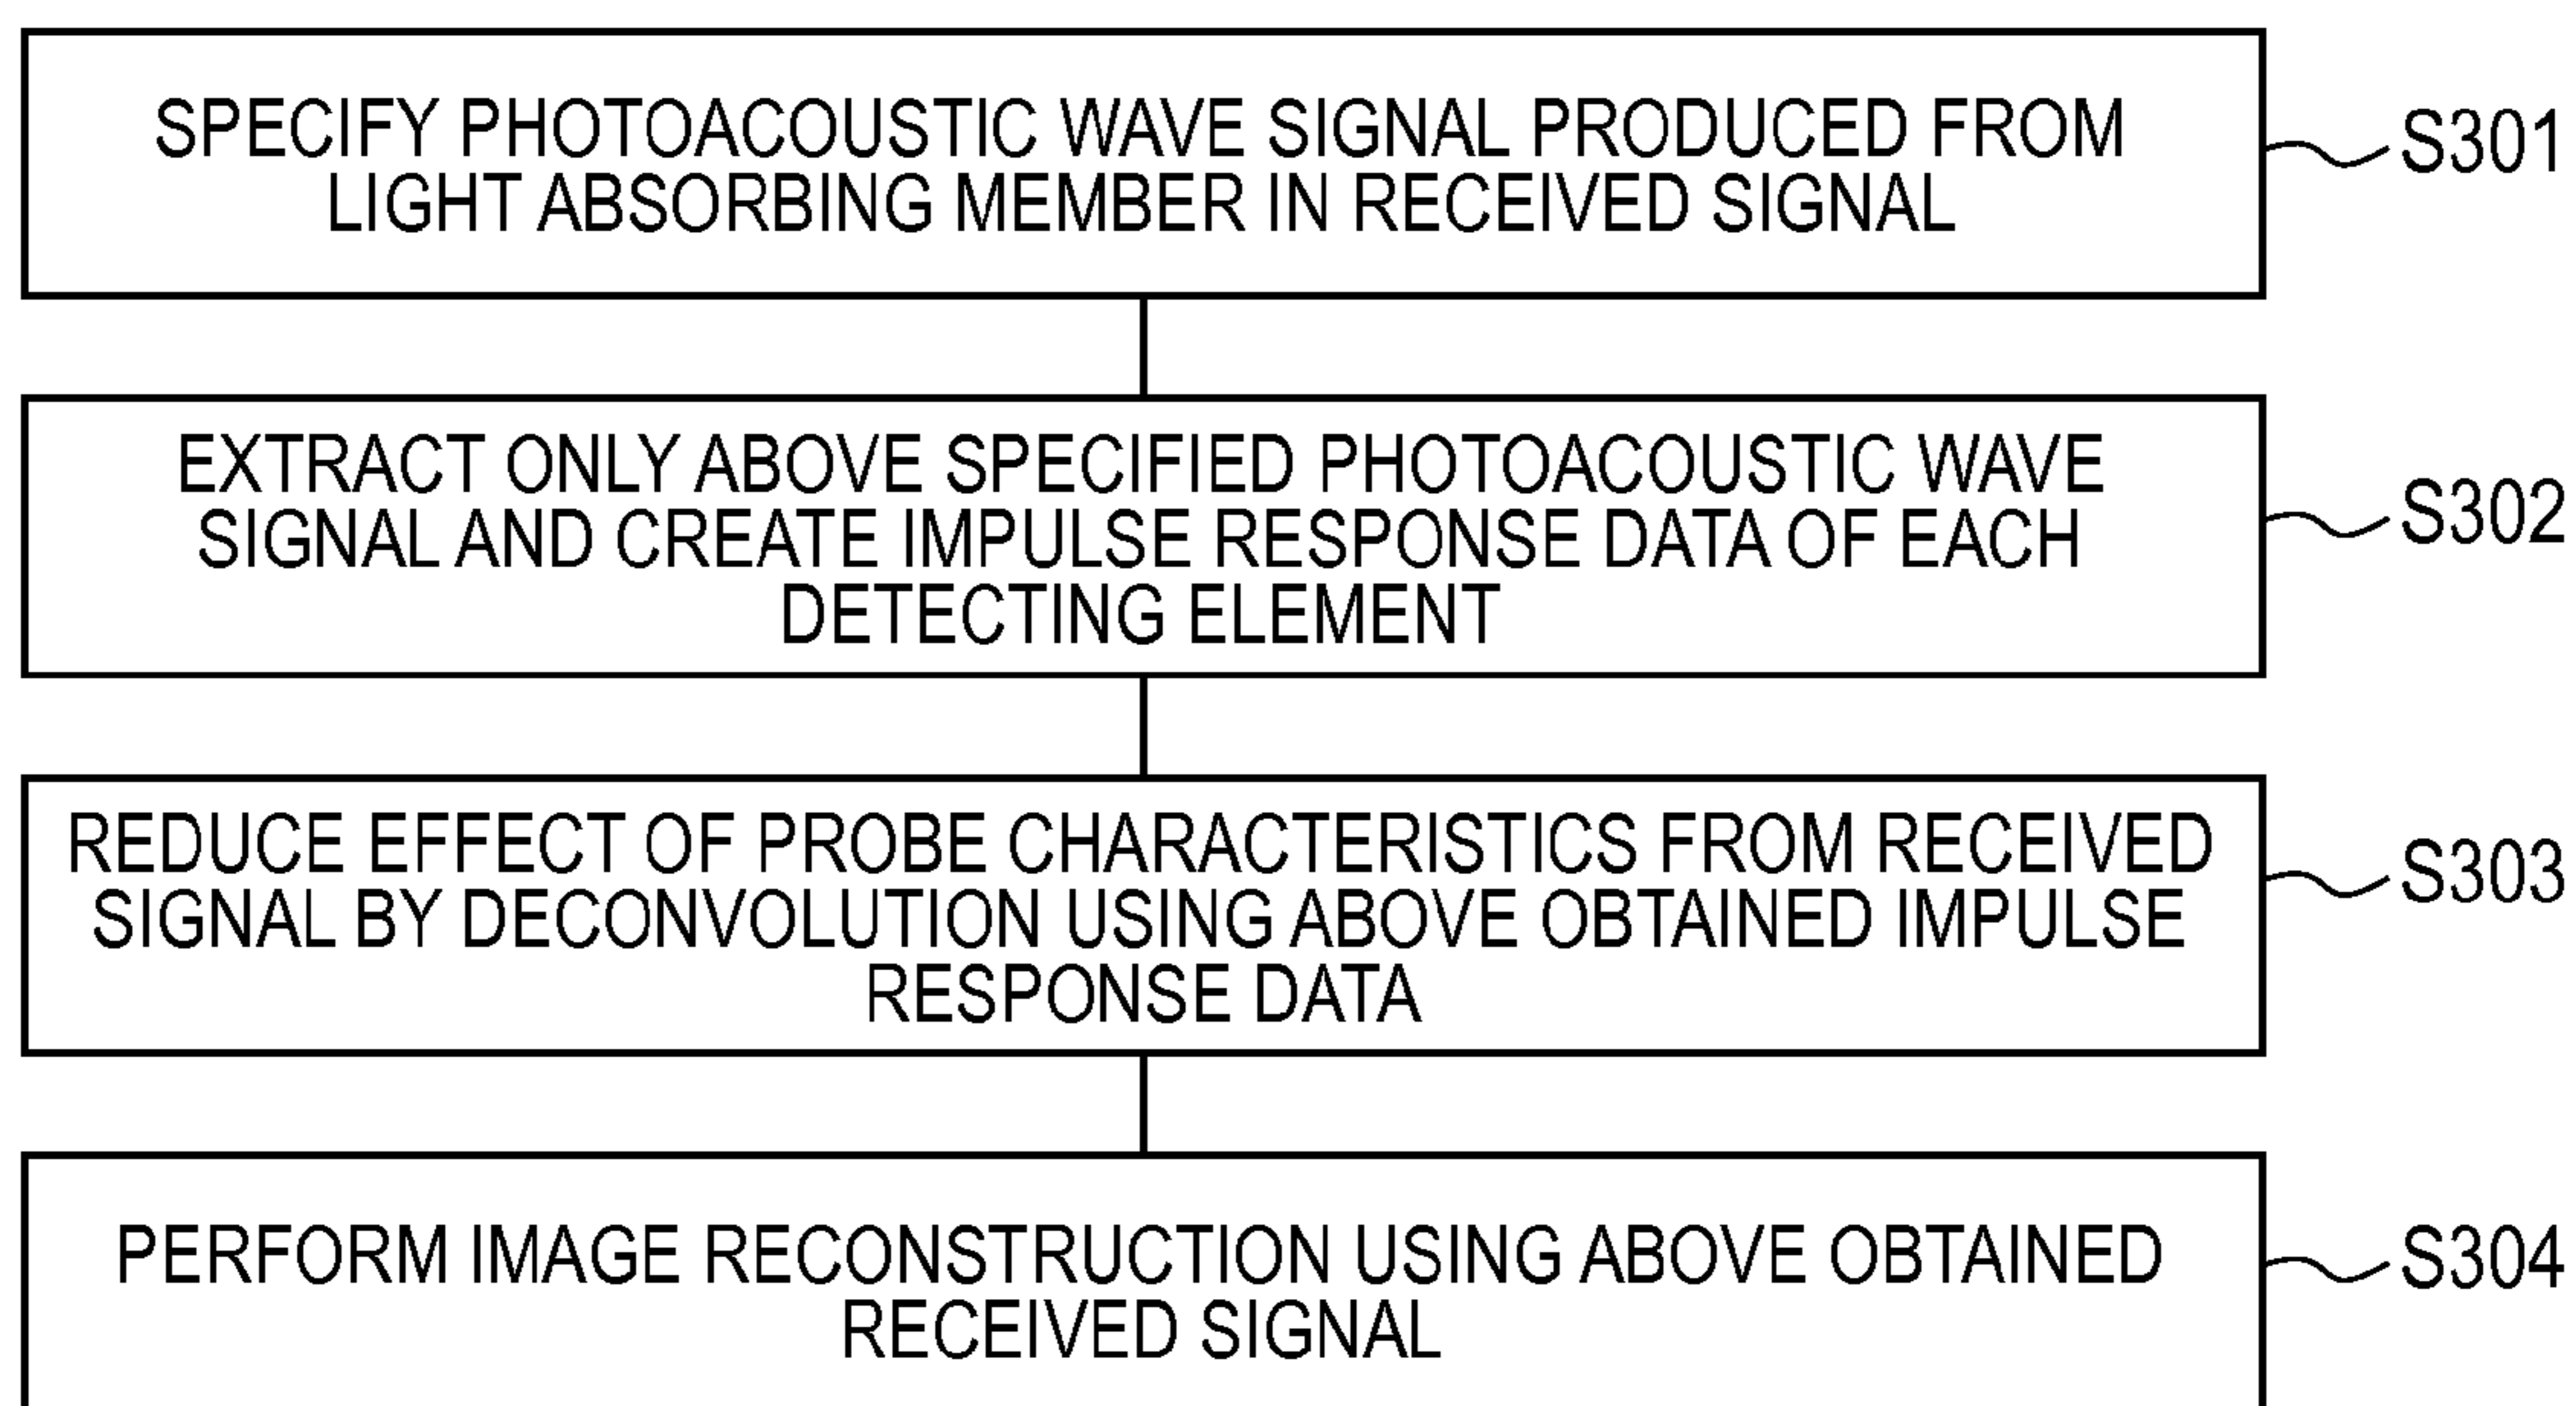 SPECIFY PHOTOACOUSTIC WAVE SIGNAL PRODUCED FROM
LIGHT ABSORBING MEMBER IN RECEIVED SIGNAL
S301
EXTRACT ONLY ABOVE SPECIFIED PHOTOACOUSTIC WAVE
SIGNAL AND CREATE IMPULSE RESPONSE DATA OF EACH
DETECTING ELEMENT
S302
REDUCE EFFECT OF PROBE CHARACTERISTICS FROM RECEIVED
SIGNAL BY DECONVOLUTION USING ABOVE OBTAINED IMPULSE
RESPONSE DATA
S303
PERFORM IMAGE RECONSTRUCTION USING ABOVE OBTAINED
RECEIVED SIGNAL
S304